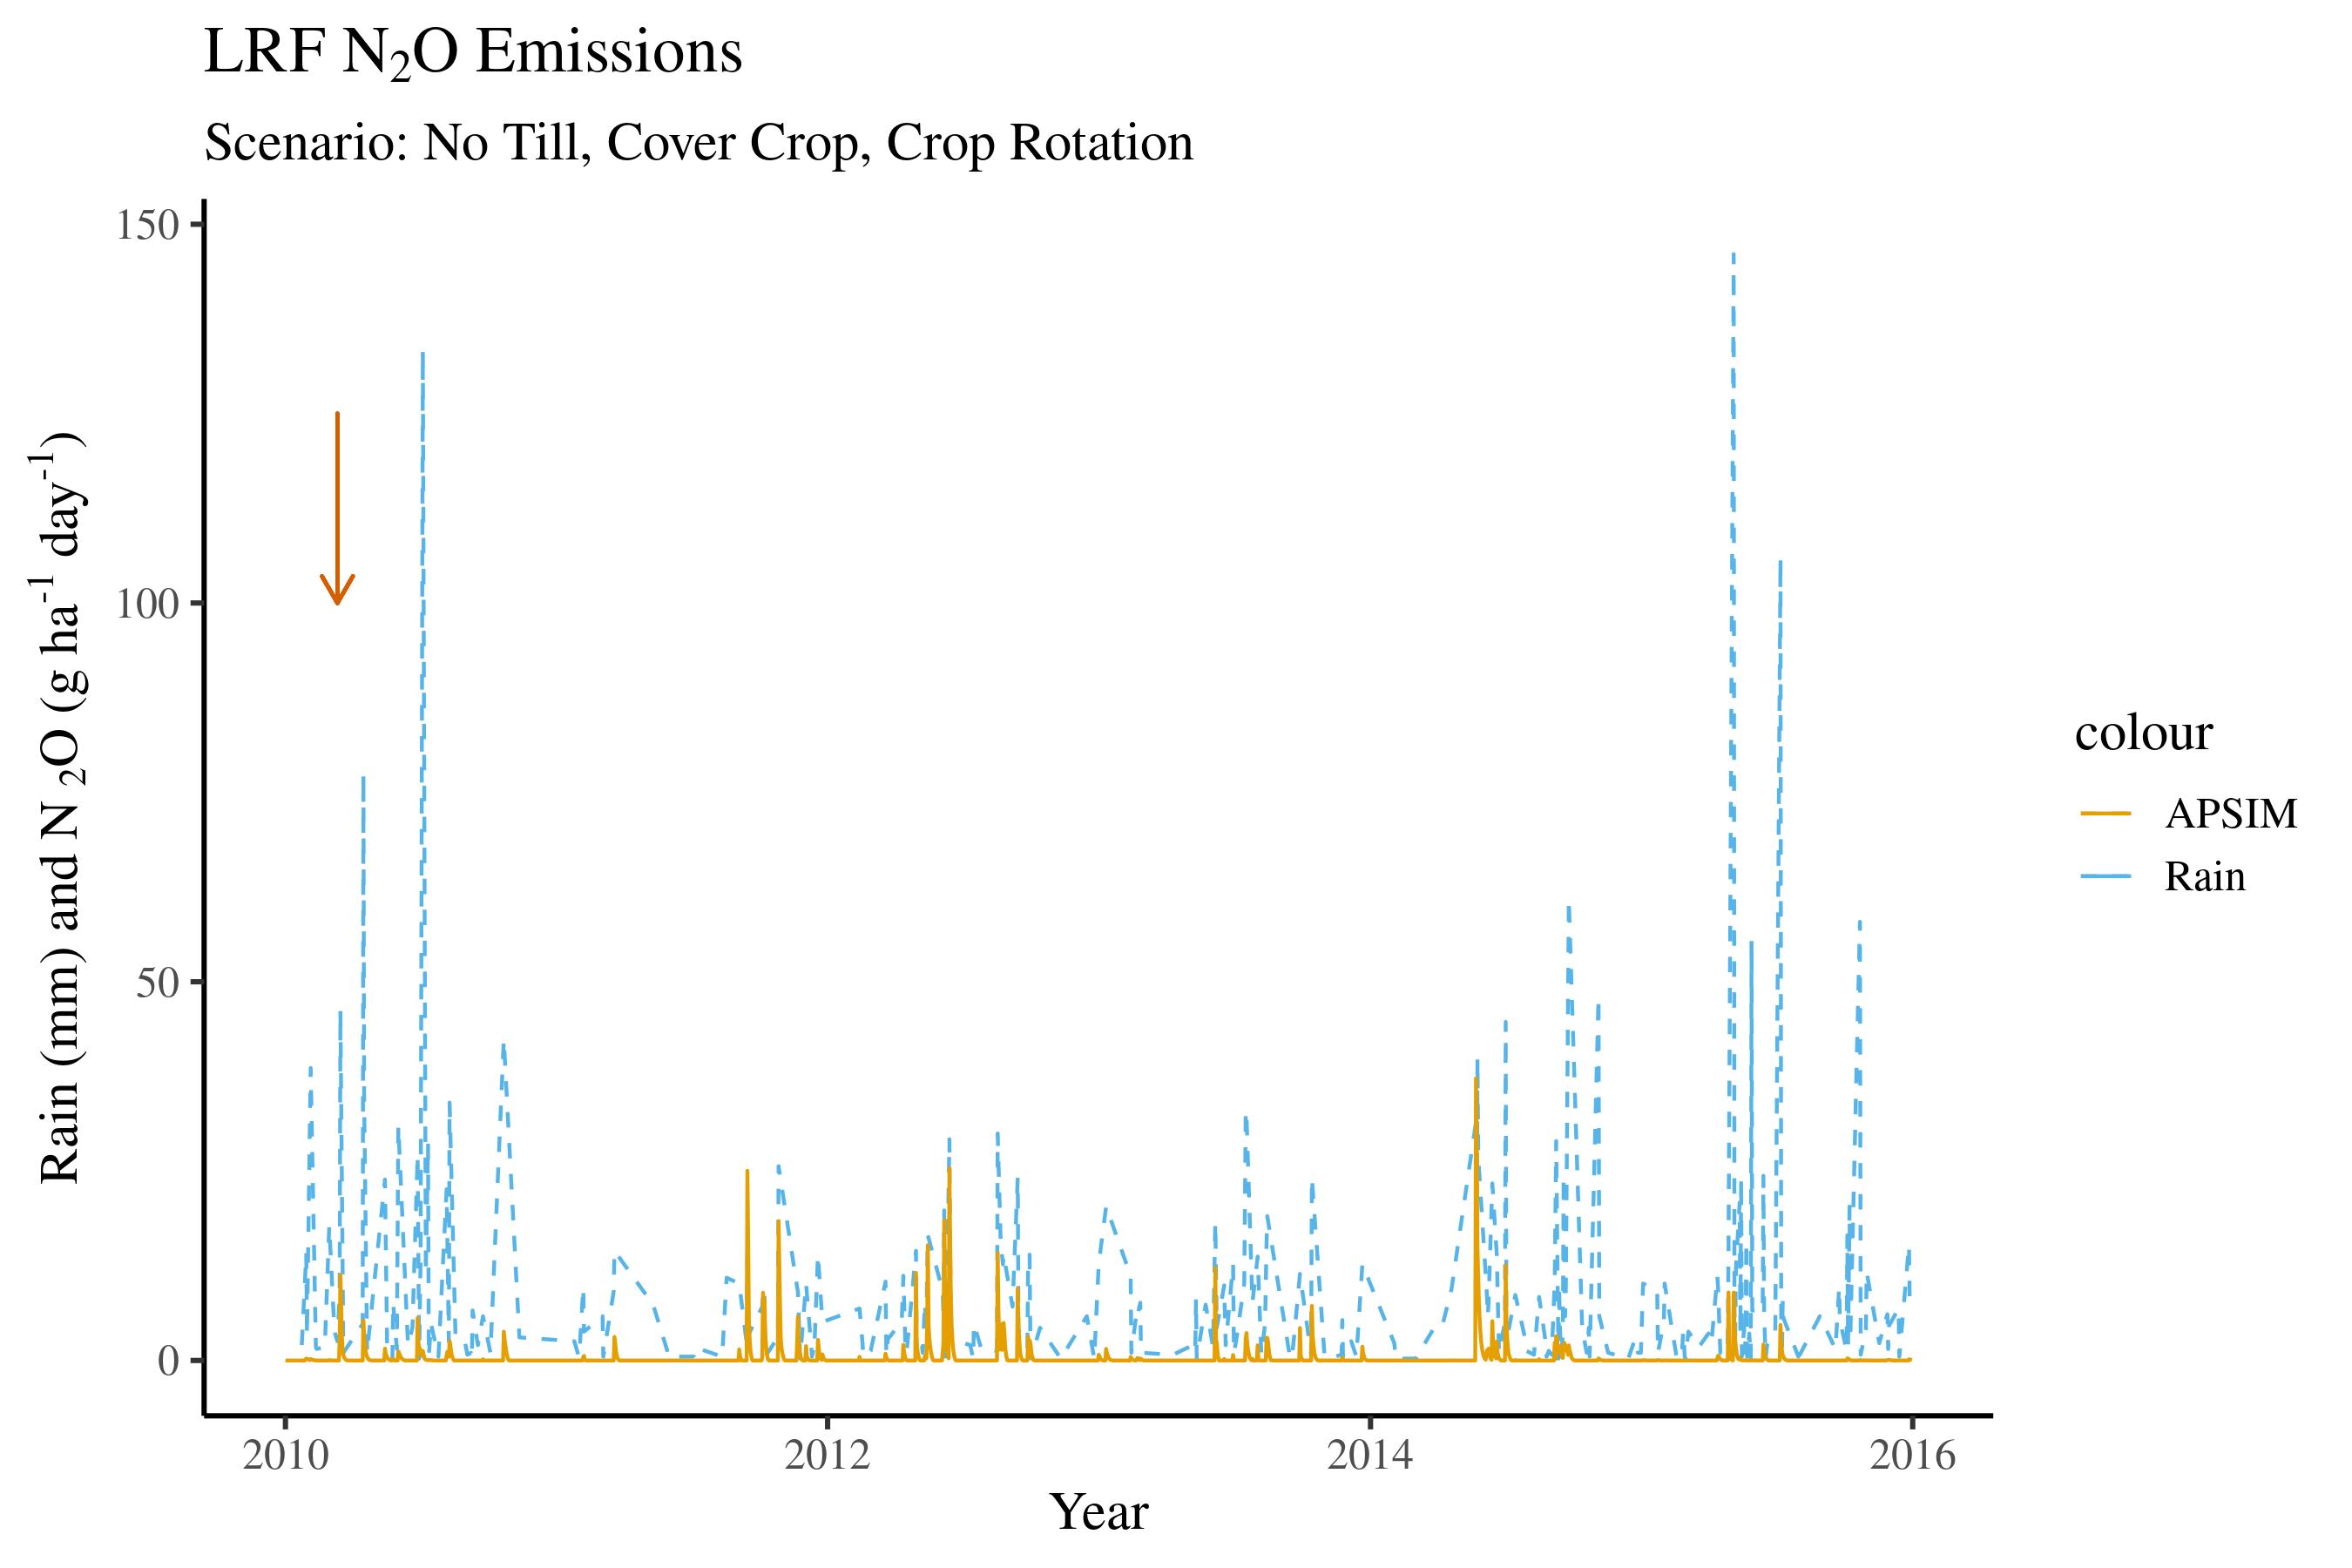 LRF N₂O Emissions
Scenario: No Till, Cover Crop, Crop Rotation
Rain (mm) and N ₂O (g ha⁻¹ day⁻¹)
150
100
50
0
2010 2012 2014 2016
Year
colour
APSIM
Rain